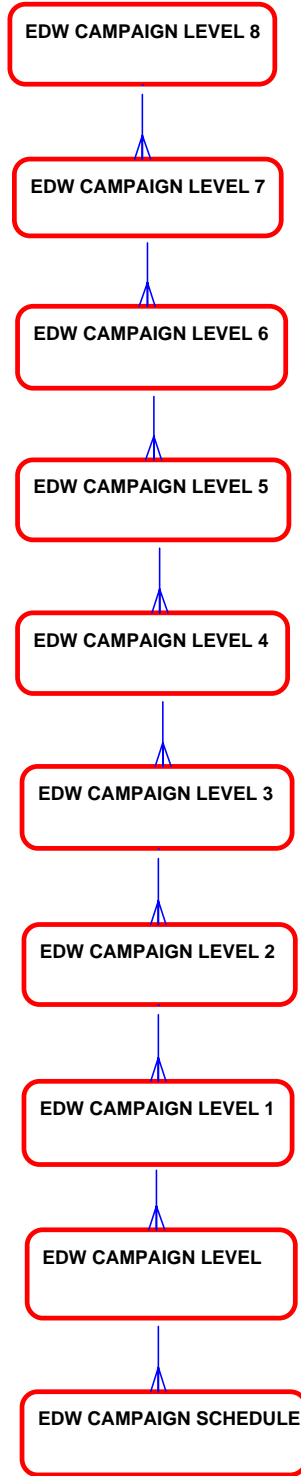 EDW CAMPAIGN LEVEL 8
EDW CAMPAIGN LEVEL 7
EDW CAMPAIGN LEVEL 6
EDW CAMPAIGN LEVEL 5
EDW CAMPAIGN LEVEL 4
EDW CAMPAIGN LEVEL 3
EDW CAMPAIGN LEVEL 2
EDW CAMPAIGN LEVEL 1
EDW CAMPAIGN LEVEL
EDW CAMPAIGN SCHEDULE